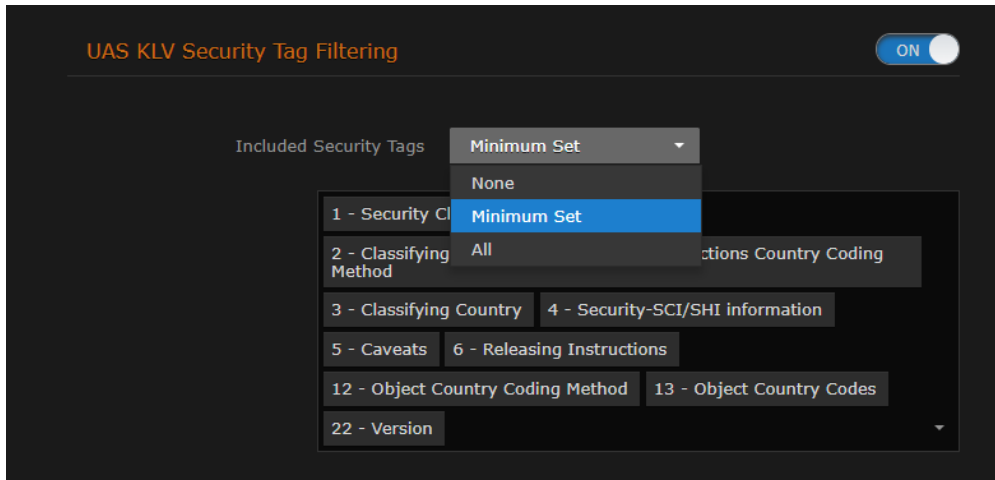 UAS KLV Security Tag Filtering
ON
Included Security Tags
Minimum Set
None
Minimum Set
All
1 - Security
2 - Classifying Country Coding
Method
3 - Classifying Country
4 - Security-SCI/SHI information
5 - Caveats
6 - Releasing Instructions
12 - Object Country Coding Method
13 - Object Country Codes
22 - Version